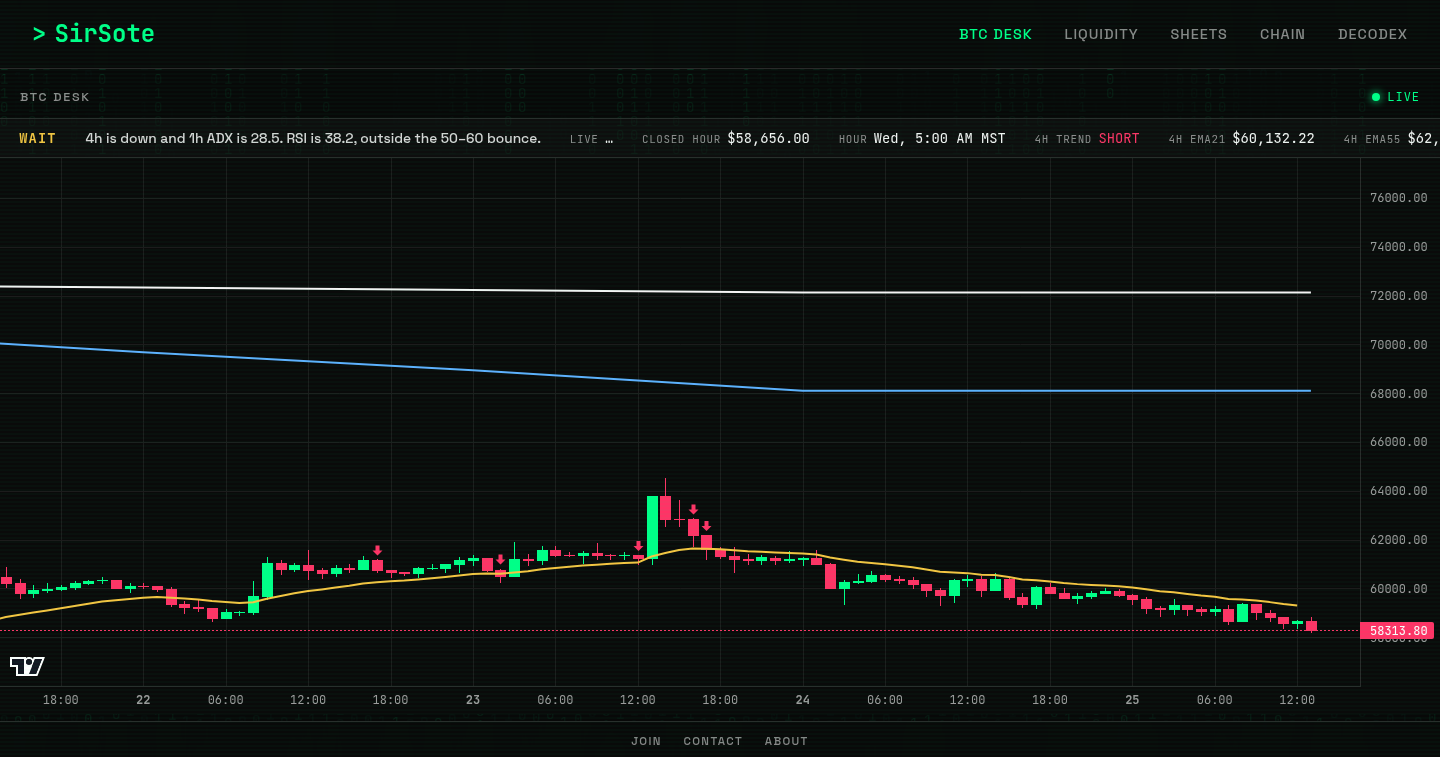 > SirSote
BTC DESK LIQUIDITY SHEETS CHAIN DECODEX
BTC DESK
LIVE
WAIT 4h is down and 1h ADX is 28.5. RSI is 38.2, outside the 50–60 bounce. LIVE … CLOSED HOUR $58,656.00 HOUR Wed, 5:00 AM MST 4H TREND SHORT 4H EMA21 $60,132.22 4H EMA55 $62,
76000.00
74000.00
72000.00
70000.00
68000.00
66000.00
64000.00
62000.00
60000.00
58313.80
18:00 22 06:00 12:00 18:00 23 06:00 12:00 18:00 24 06:00 12:00 18:00 25 06:00 12:00
JOIN CONTACT ABOUT